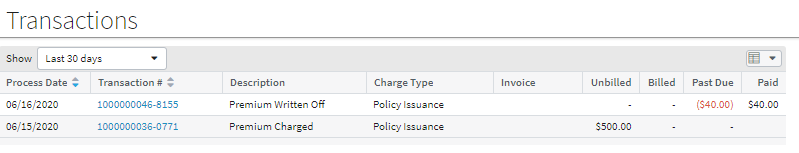 Transactions
Show Last 30 days
Process Date Transaction # Description Charge Type Invoice Unbilled Billed Past Due Paid
06/16/2020 1000000046-8155 Premium Written Off Policy Issuance - - ($40.00) $40.00
06/15/2020 1000000036-0771 Premium Charged Policy Issuance $500.00 - -